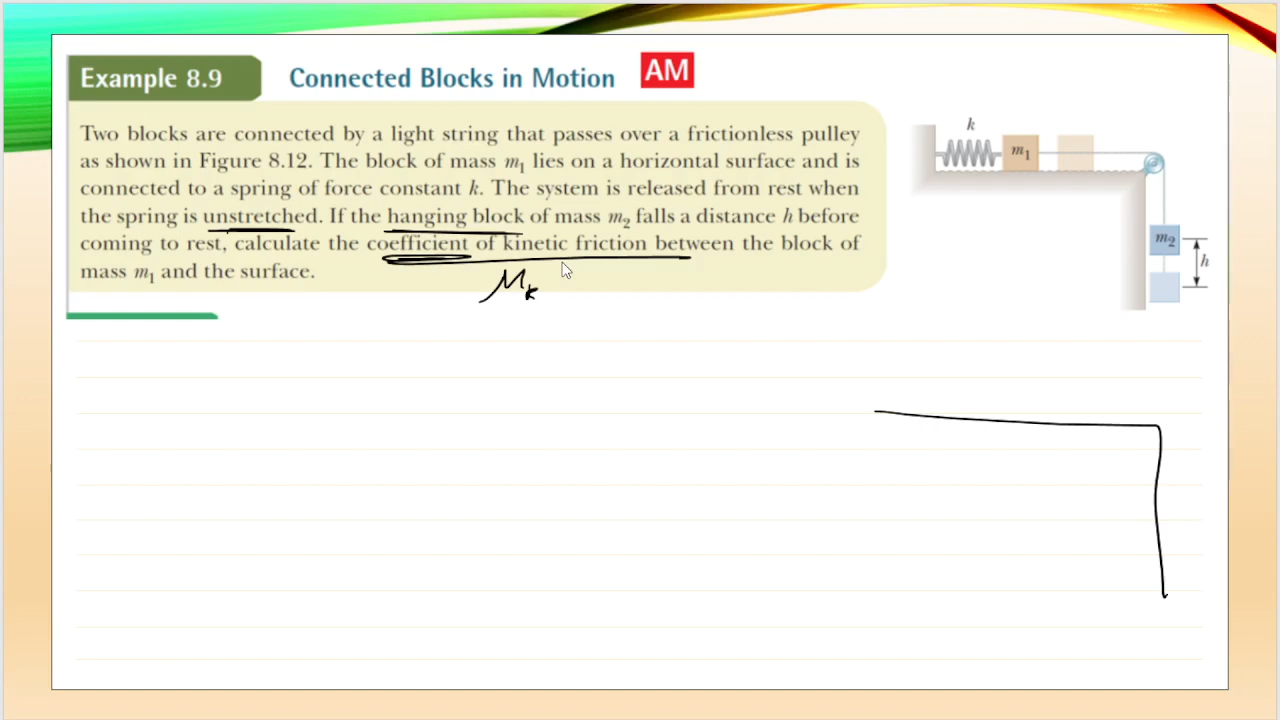 Example 8.9 Connected Blocks in Motion AM
Two blocks are connected by a light string that passes over a frictionless pulley
as shown in Figure 8.12. The block of mass m₁ lies on a horizontal surface and is
connected to a spring of force constant k. The system is released from rest when
the spring is unstretched. If the hanging block of mass m₂ falls a distance h before
coming to rest, calculate the coefficient of kinetic friction between the block of
mass m₁ and the surface.
μₖ
k
m₁
m₂
h